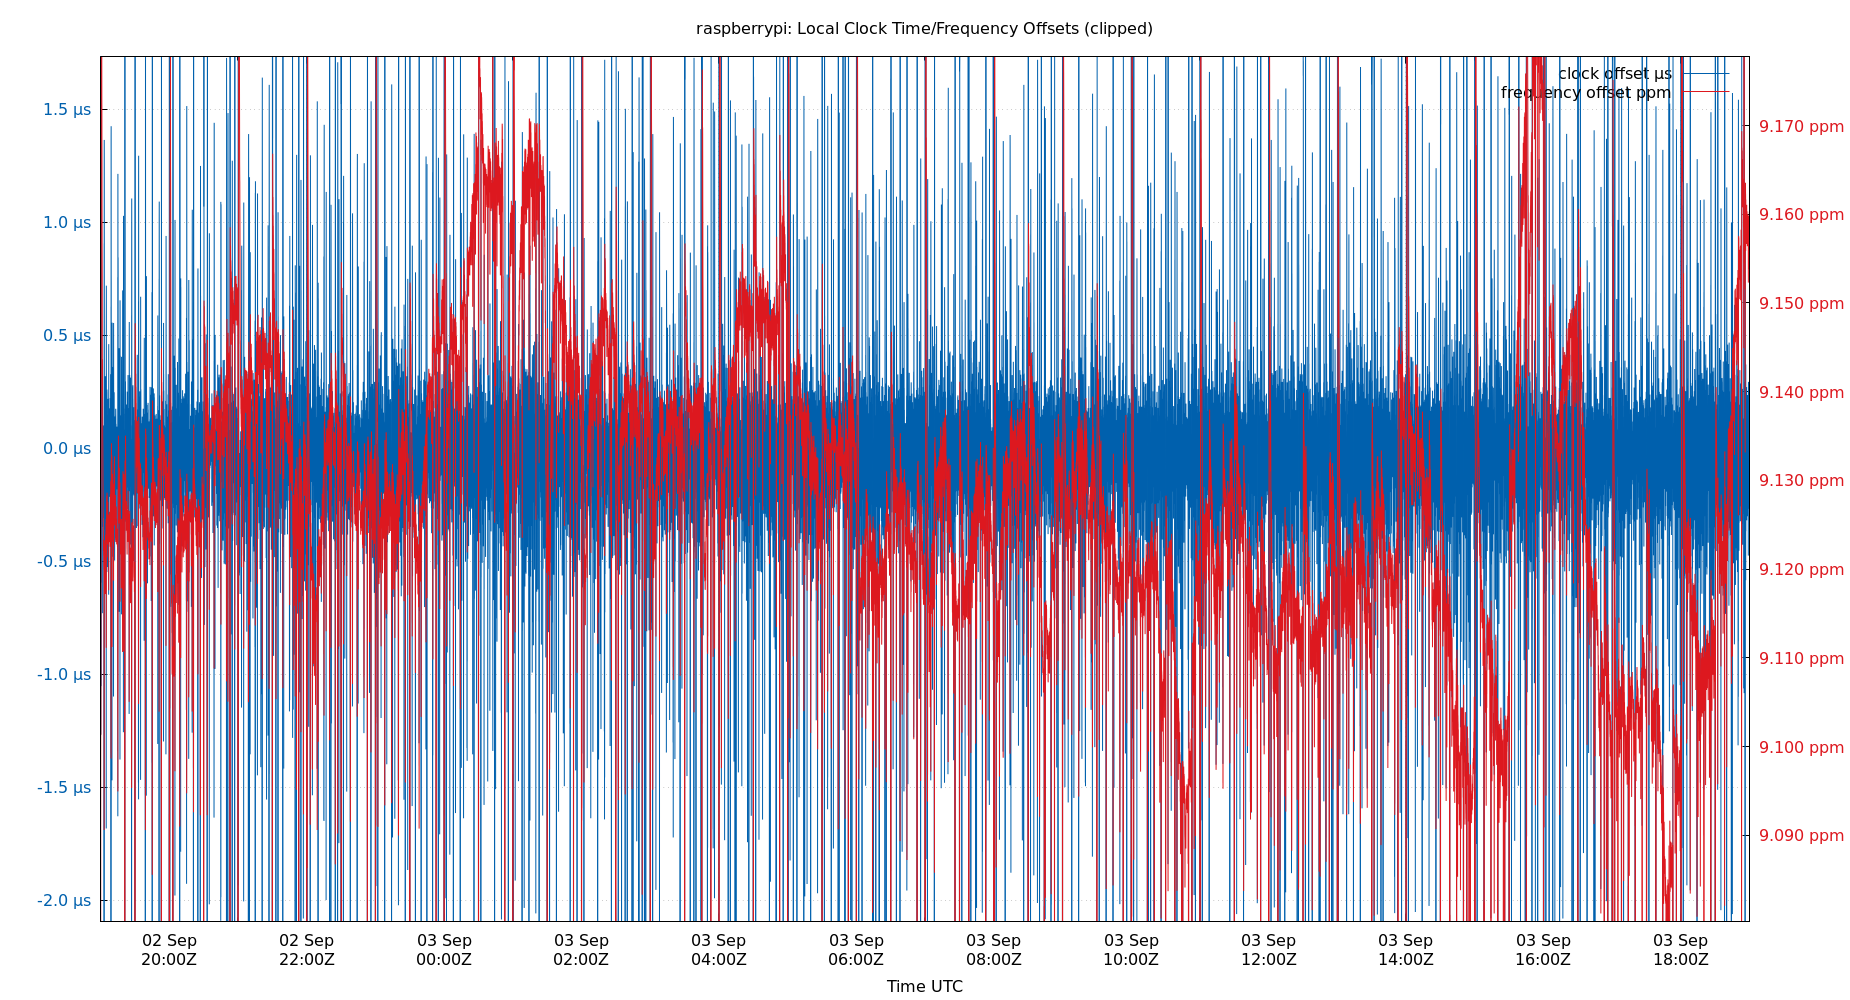 raspberrypi: Local Clock Time/Frequency Offsets (clipped)
clock offset µs
frequency offset ppm
1.5 µs
1.0 µs
0.5 µs
0.0 µs
-0.5 µs
-1.0 µs
-1.5 µs
-2.0 µs
9.170 ppm
9.160 ppm
9.150 ppm
9.140 ppm
9.130 ppm
9.120 ppm
9.110 ppm
9.100 ppm
9.090 ppm
02 Sep 02 Sep 03 Sep 03 Sep 03 Sep 03 Sep 03 Sep 03 Sep 03 Sep 03 Sep 03 Sep 03 Sep
20:00Z 22:00Z 00:00Z 02:00Z 04:00Z 06:00Z 08:00Z 10:00Z 12:00Z 14:00Z 16:00Z 18:00Z
Time UTC